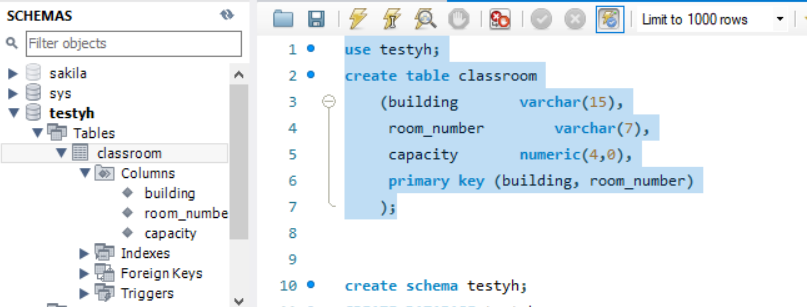 SCHEMAS
Filter objects
sakila
sys
testyh
Tables
classroom
Columns
building
room_numbe
capacity
Indexes
Foreign Keys
Triggers
Limit to 1000 rows
1 use testyh;
2 create table classroom
3 (building varchar(15),
4 room_number varchar(7),
5 capacity numeric(4,0),
6 primary key (building, room_number)
7 );
8
9
10 create schema testyh;